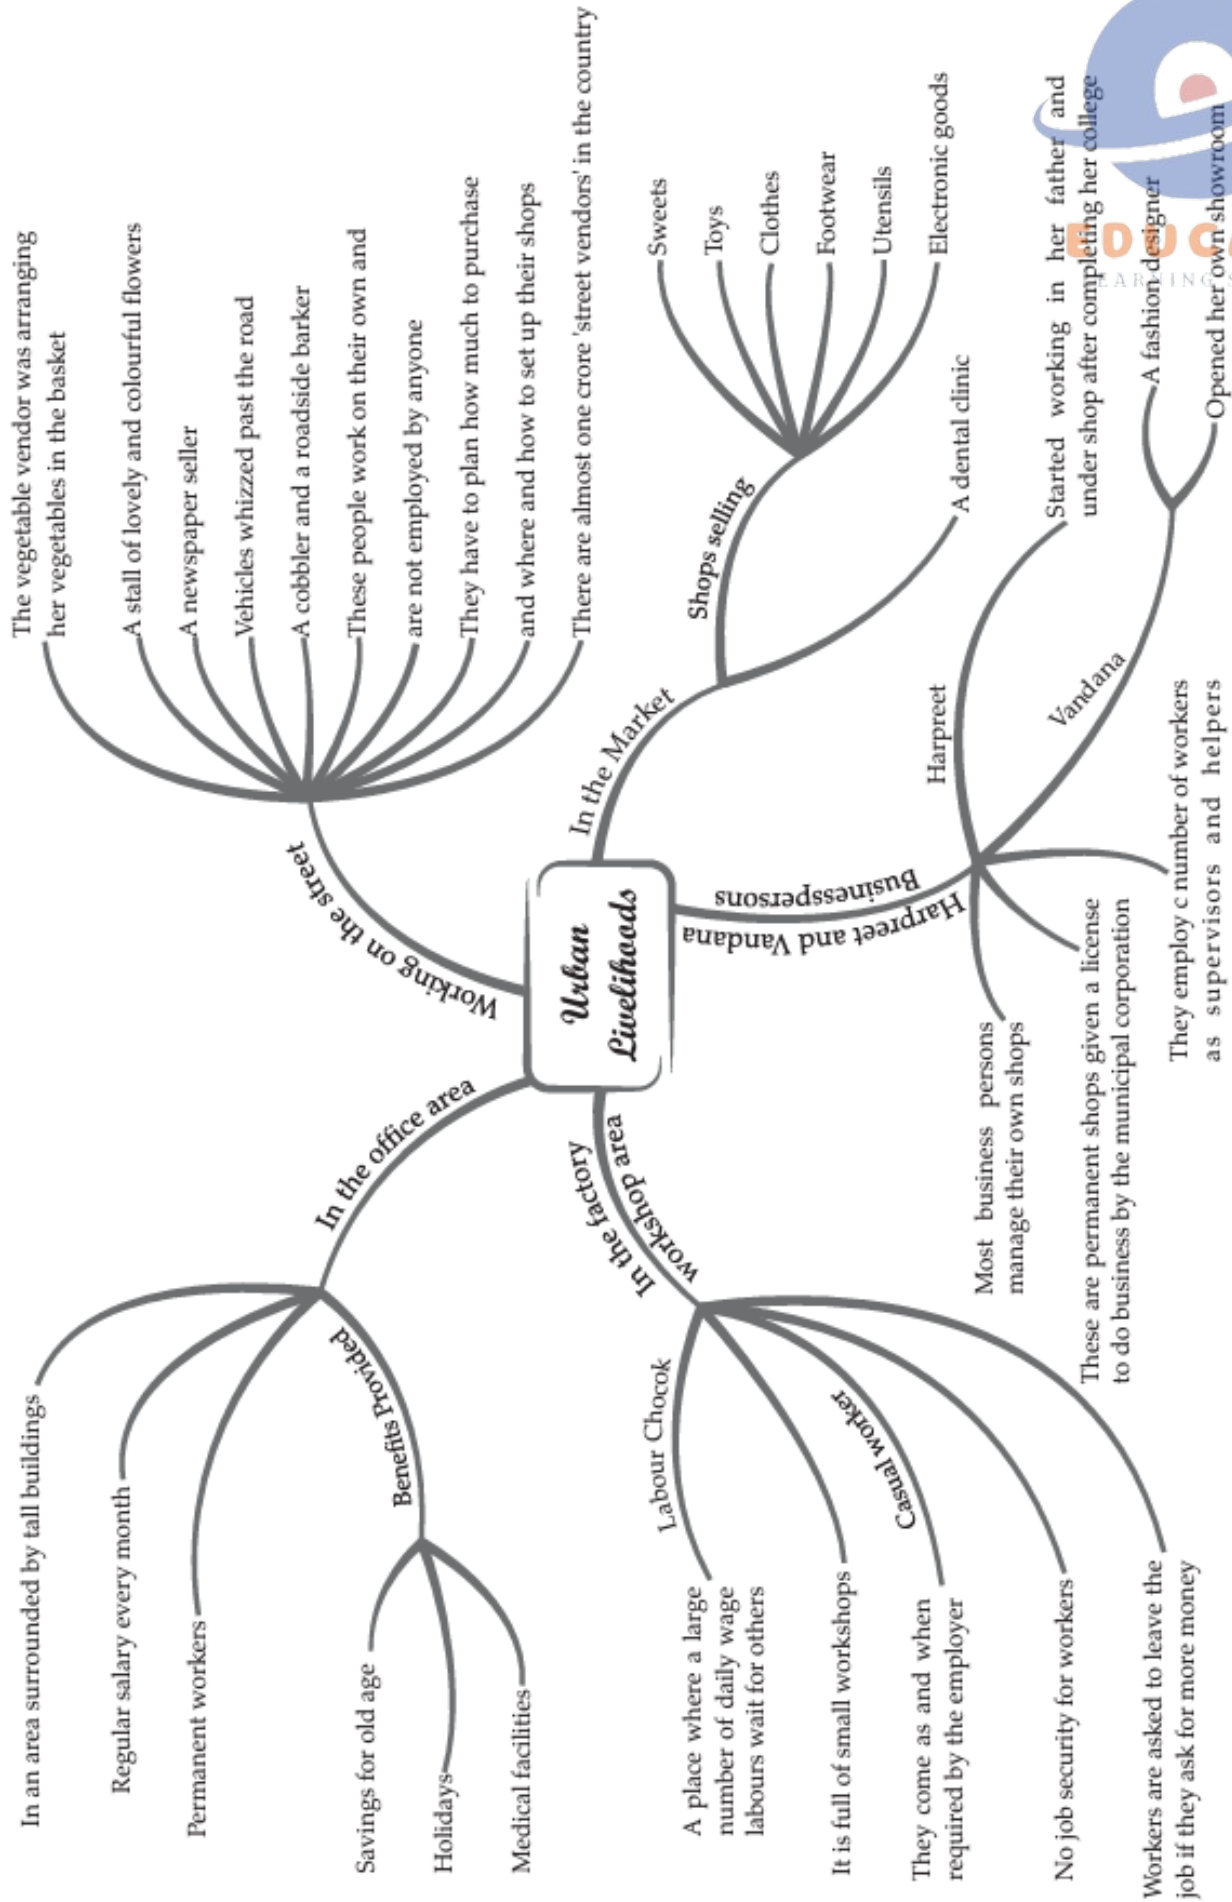 Urban
Livelihoods
In the office area
In an area surrounded by tall buildings
Regular salary every month
Permanent workers
Benefits Provided
Savings for old age
Holidays
Medical facilities
Working on the street
The vegetable vendor was arranging
her vegetables in the basket
A stall of lovely and colourful flowers
A newspaper seller
Vehicles whizzed past the road
A cobbler and a roadside barker
These people work on their own and
are not employed by anyone
They have to plan how much to purchase
and where and how to set up their shops
There are almost one crore 'street vendors' in the country
In the Market
Shops selling
Sweets
Toys
Clothes
Footwear
Utensils
Electronic goods
A dental clinic
Harpreet and Vandana
Businesspersons
Harpreet
Started working in her father and
under shop after completing her college
Vandana
A fashion designer
Opened her own showroom
They employ c number of workers
as supervisors and helpers
These are permanent shops given a license
to do business by the municipal corporation
Most business persons
manage their own shops
In the factory
workshop area
Labour Chocok
A place where a large
number of daily wage
labours wait for others
It is full of small workshops
Casual worker
They come as and when
required by the employer
No job security for workers
Workers are asked to leave the
job if they ask for more money
EDUC
LEARNING